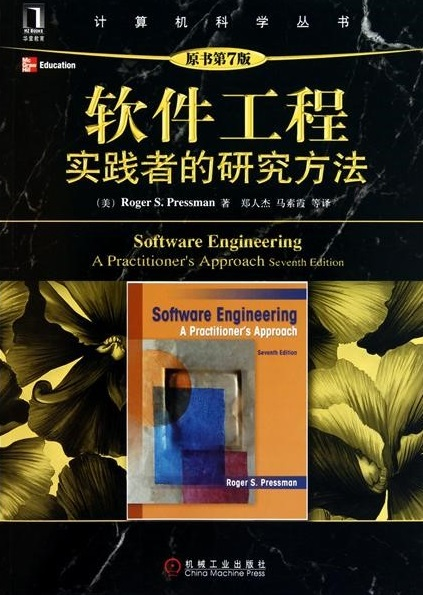 计算机科学丛书
HZ BOOKS
华章教育
McGraw Hill Education
原书第7版
软件工程
实践者的研究方法
（美）Roger S. Pressman 著 郑人杰 马素霞 等译
Software Engineering
A Practitioner's Approach Seventh Edition
Software Engineering
A Practitioner's Approach
Seventh Edition
Roger S. Pressman
机械工业出版社
China Machine Press